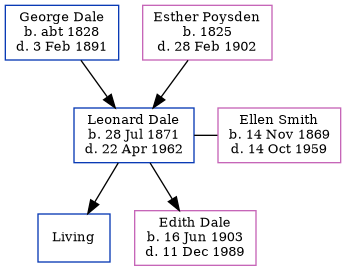 George Dale
b. abt 1828
d. 3 Feb 1891
Esther Poysden
b. 1825
d. 28 Feb 1902
Leonard Dale
b. 28 Jul 1871
d. 22 Apr 1962
Ellen Smith
b. 14 Nov 1869
d. 14 Oct 1959
Living
Edith Dale
b. 16 Jun 1903
d. 11 Dec 1989